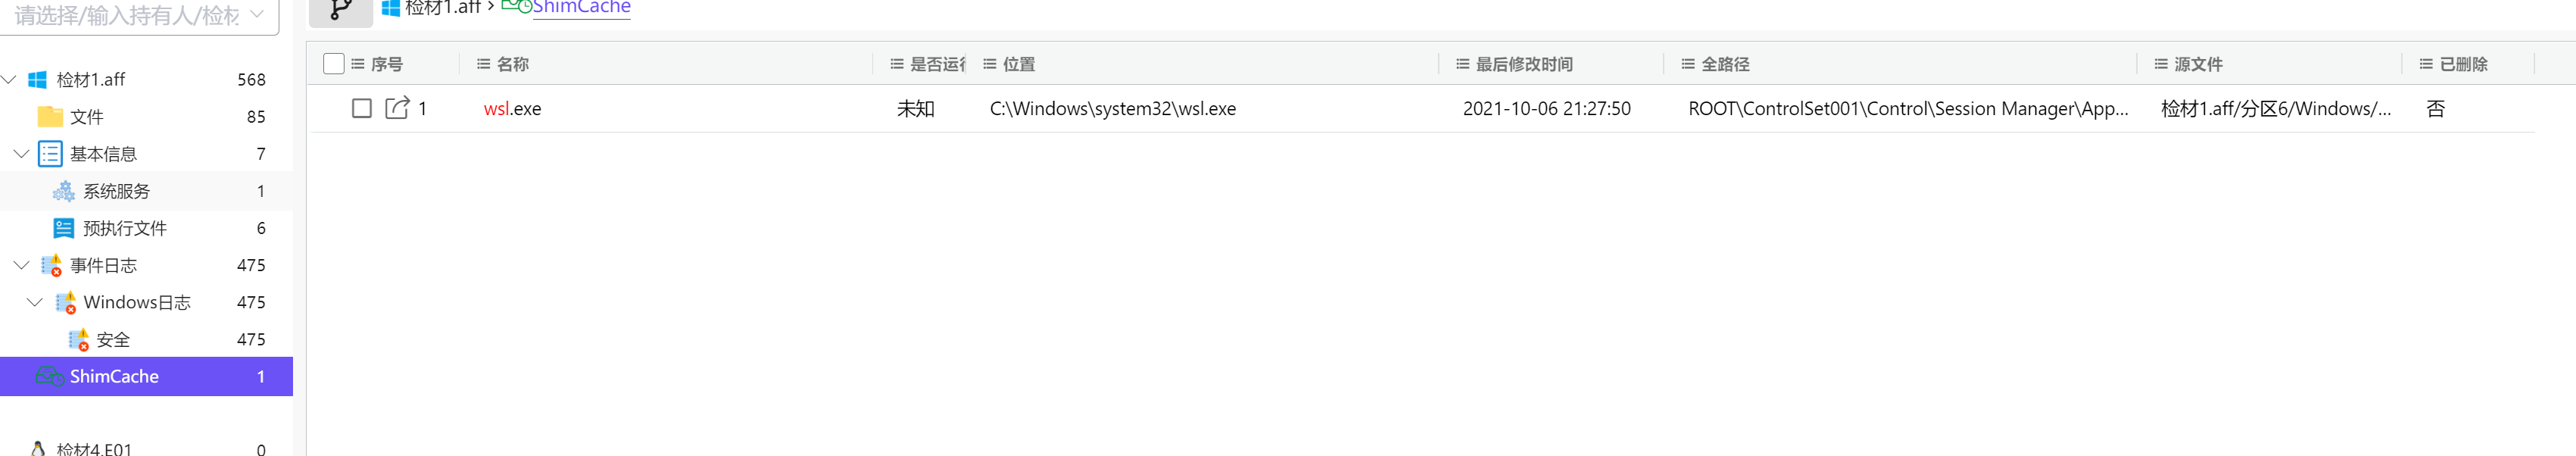 请选择/输入持有人/检材
检材1.aff > ShimCache
序号 名称 是否运行 位置 最后修改时间 全路径 源文件 已删除
1 wsl.exe 未知 C:\Windows\system32\wsl.exe 2021-10-06 21:27:50 ROOT\ControlSet001\Control\Session Manager\App... 检材1.aff/分区6/Windows/... 否
检材1.aff 568
文件 85
基本信息 7
系统服务 1
预执行文件 6
事件日志 475
Windows日志 475
安全 475
ShimCache 1
检材4.E01 0